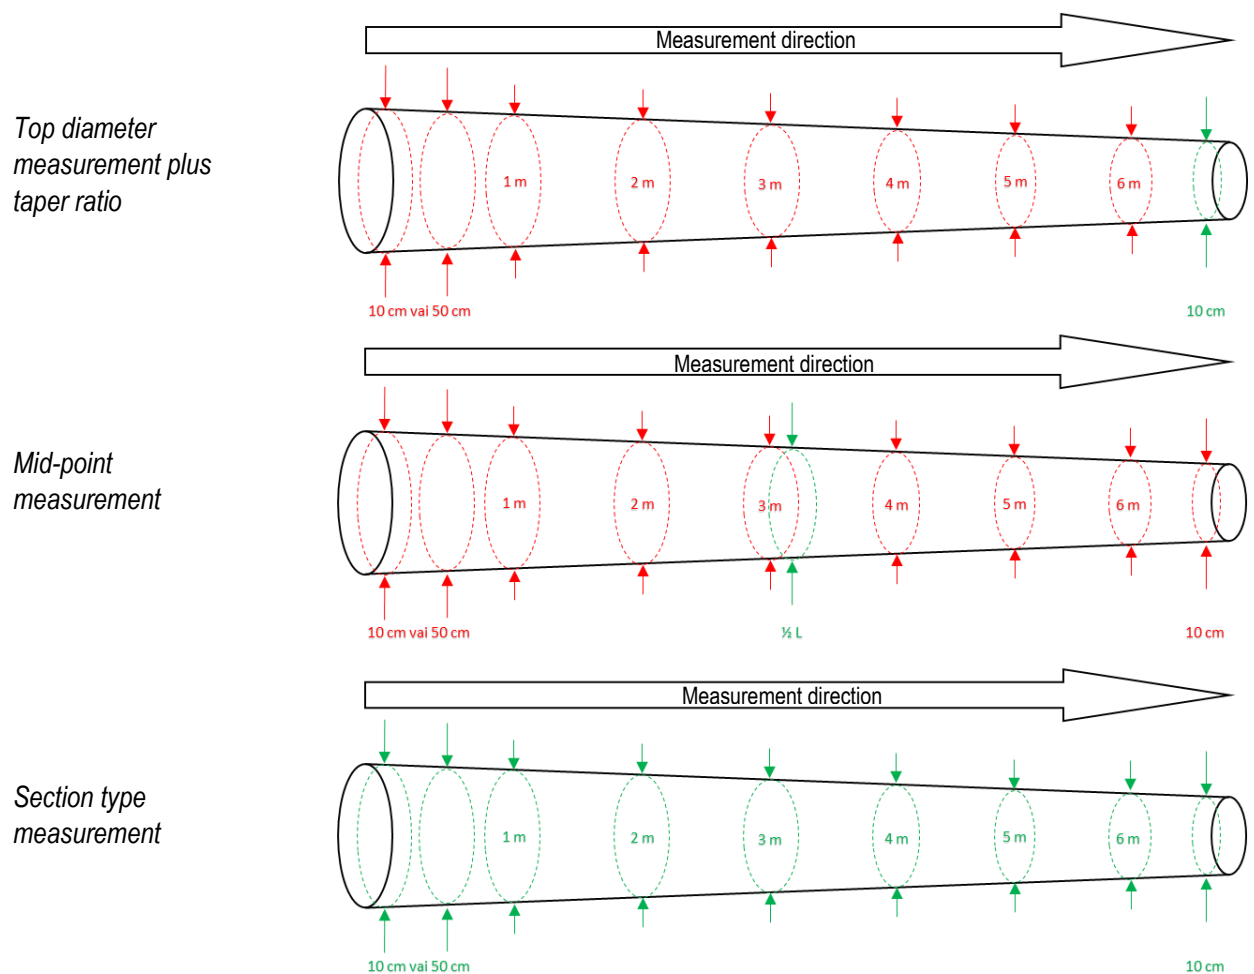 Measurement direction
Top diameter
measurement plus
taper ratio
1 m
2 m
3 m
4 m
5 m
6 m
10 cm vai 50 cm
10 cm
Measurement direction
Mid-point
measurement
1 m
2 m
3 m
4 m
5 m
6 m
10 cm vai 50 cm
½ L
10 cm
Measurement direction
Section type
measurement
1 m
2 m
3 m
4 m
5 m
6 m
10 cm vai 50 cm
10 cm